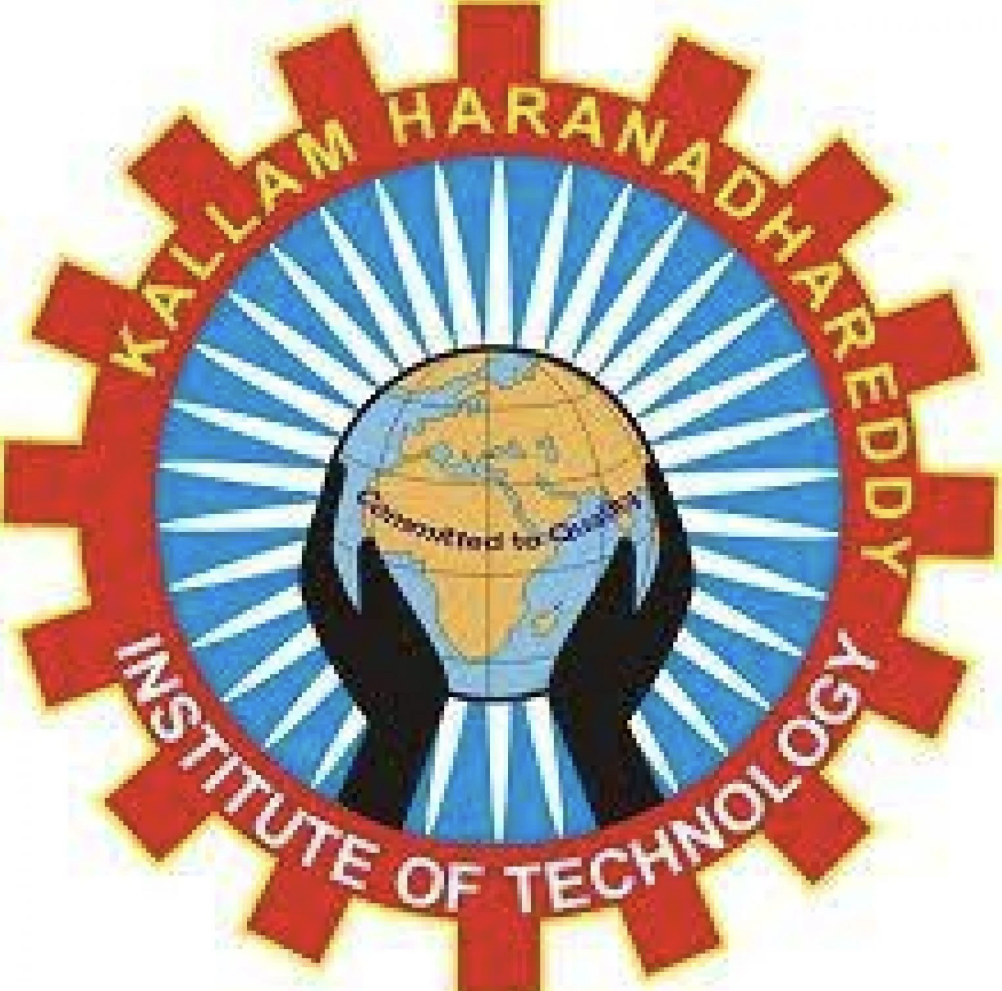 KALLAM HARANADHAREDDY
Committed to Quality
INSTITUTE OF TECHNOLOGY